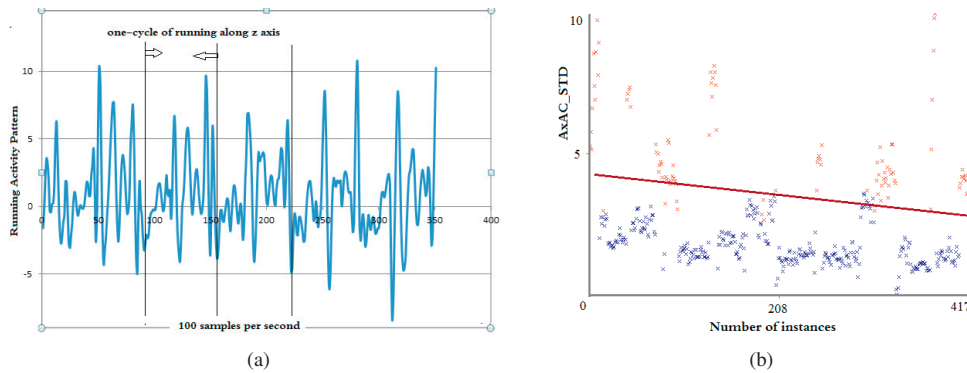 one-cycle of running along z axis
Running Activity Pattern
10
5
0
-5
0
50
100
150
200
250
300
350
400
100 samples per second
(a)
AxAC_STD
10
5
0
208
417
Number of instances
(b)